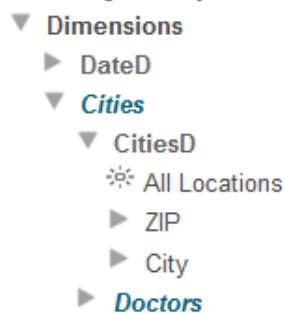 Dimensions
DateD
Cities
CitiesD
All Locations
ZIP
City
Doctors